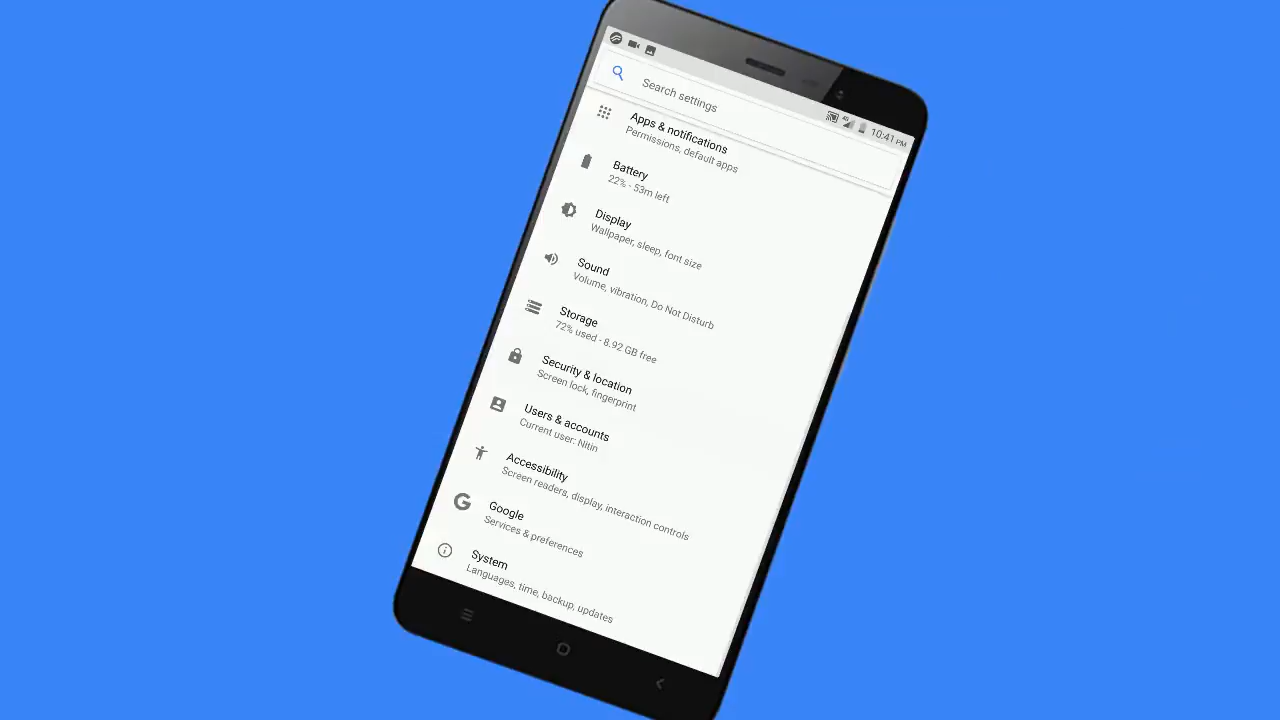 4G 10:41 PM
Search settings
Apps & notifications
Permissions, default apps
Battery
22% - 53m left
Display
Wallpaper, sleep, font size
Sound
Volume, vibration, Do Not Disturb
Storage
72% used - 8.92 GB free
Security & location
Screen lock, fingerprint
Users & accounts
Current user: Nitin
Accessibility
Screen readers, display, interaction controls
Google
Services & preferences
System
Languages, time, backup, updates